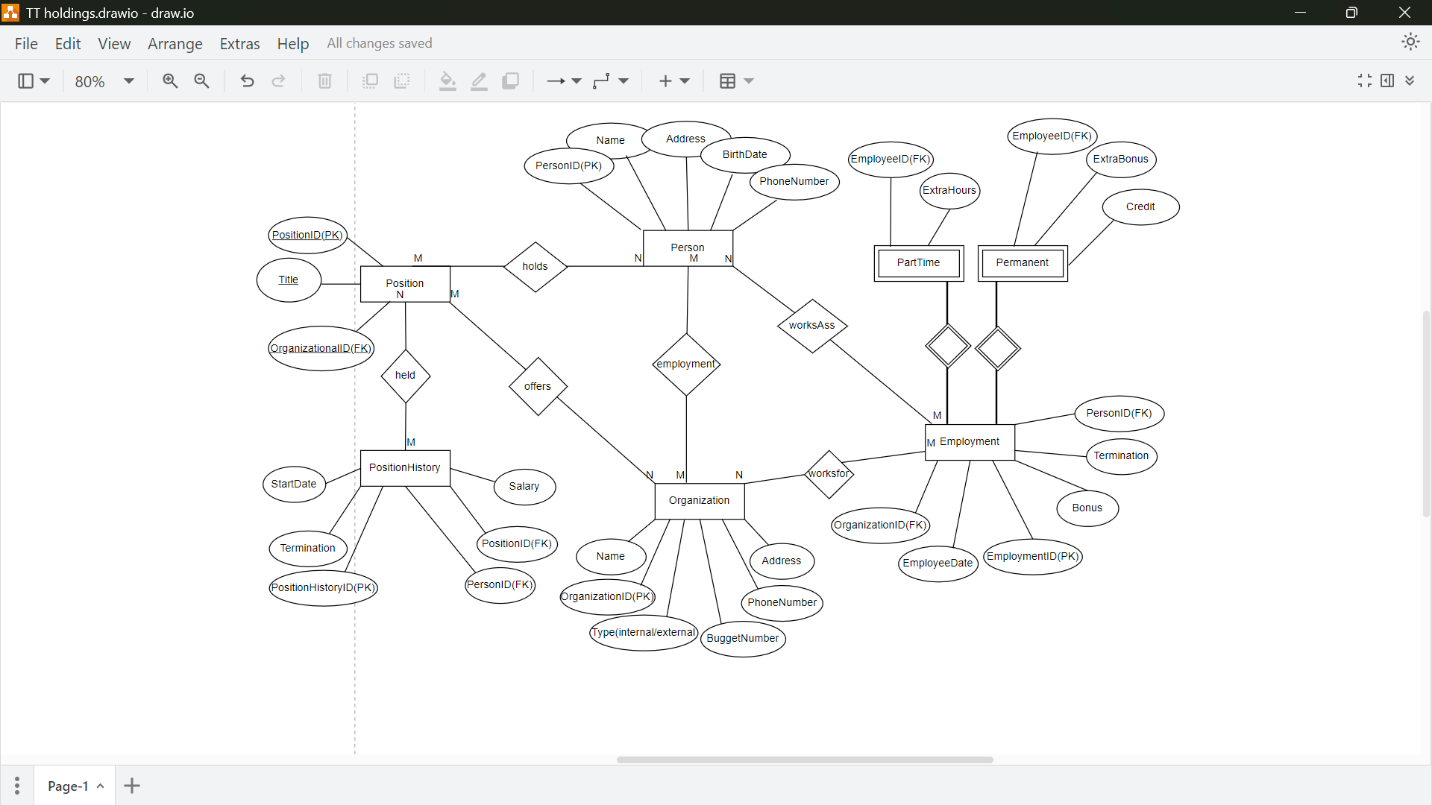 TT holdings.drawio - draw.io
File Edit View Arrange Extras Help All changes saved
80%
Name
Address
BirthDate
PersonID(PK)
PhoneNumber
EmployeeID(FK)
ExtraHours
EmployeeID(FK)
ExtraBonus
Credit
PositionID(PK)
Title
OrganizationalID(FK)
Position
N
M
M
holds
N
Person
M
N
PartTime
Permanent
worksAss
employment
held
offers
M
PositionHistory
StartDate
Salary
Termination
PositionID(FK)
PositionHistoryID(PK)
PersonID(FK)
N
M
N
Organization
worksfor
M
M
Employment
PersonID(FK)
Termination
Bonus
OrganizationID(FK)
EmployeeDate
EmploymentID(PK)
Name
Address
OrganizationID(PK)
PhoneNumber
Type(internal/external
BuggetNumber
Page-1